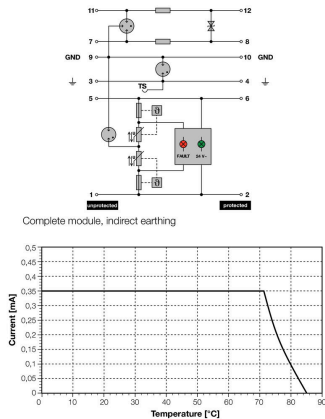 11 12
7 8
GND 9 10 GND
3 4
TS
5 6
ϑ
FAULT 24 V~
ϑ
1 2
unprotected protected
Complete module, indirect earthing
0,5
0,45
0,4
0,35
0,3
0,25
0,2
0,15
0,1
0,05
0
Current [mA]
10 20 30 40 50 60 70 80 90
Temperature [°C]